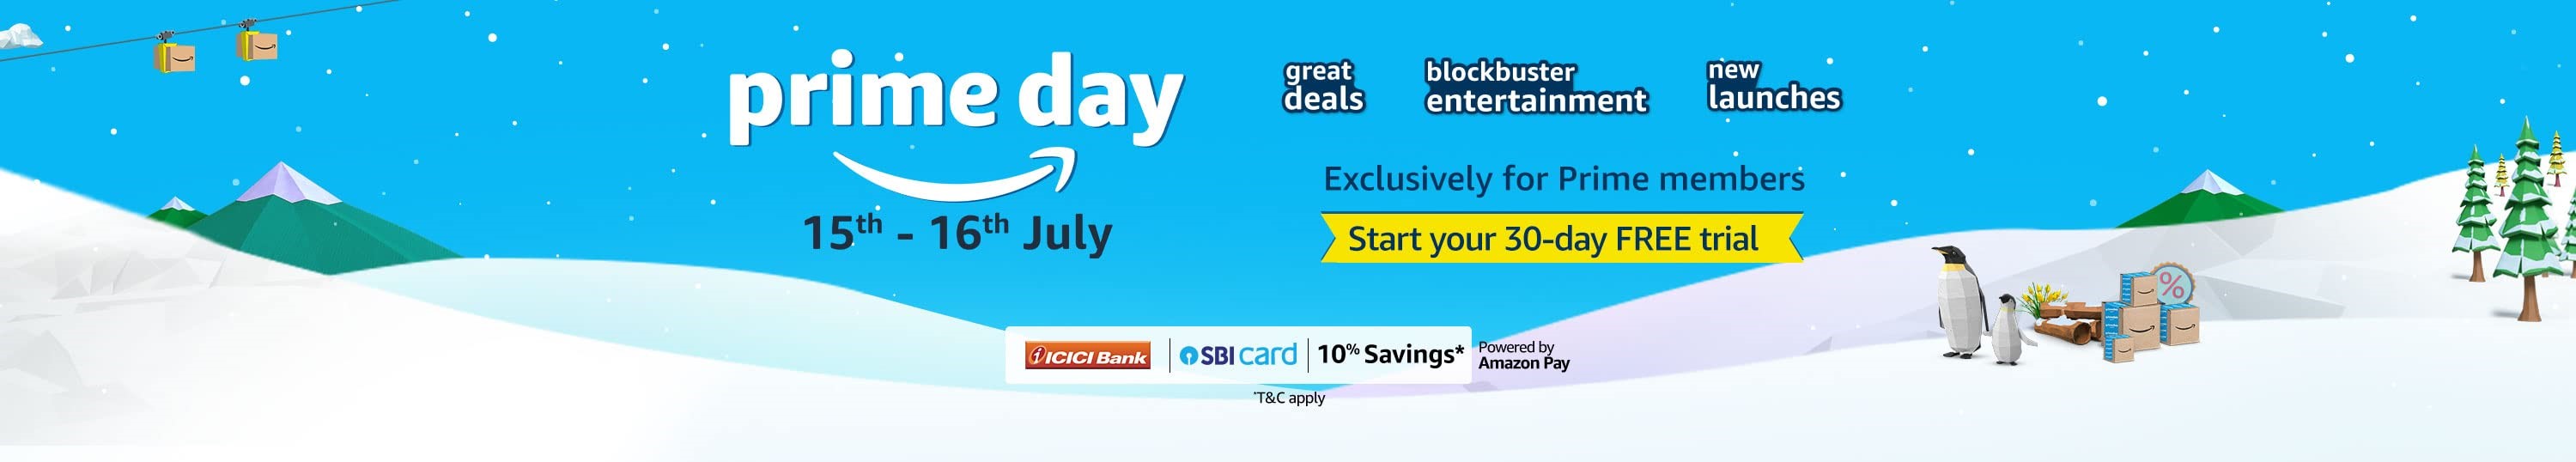 prime day
15th - 16th July
great
deals
blockbuster
entertainment
new
launches
Exclusively for Prime members
Start your 30-day FREE trial
%
ICICI Bank
SBI card
10% Savings*
Powered by
Amazon Pay
*T&C apply